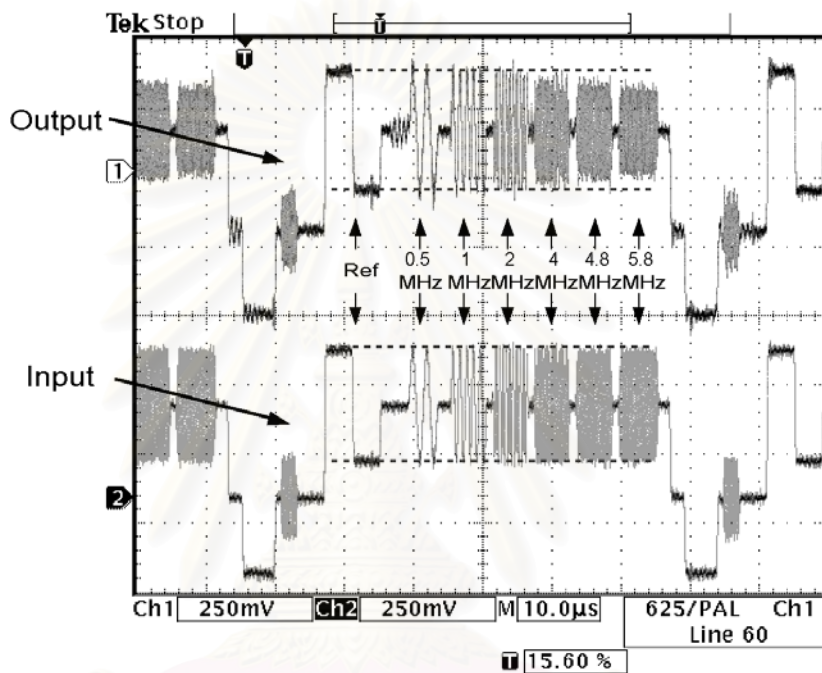 Tek Stop
T
T
Output
1
Ref
0.5 1 2 4 4.8 5.8
MHz MHz MHz MHz MHz MHz
Input
2
Ch1 250mV Ch2 250mV M 10.0µs 625/PAL Ch1
Line 60
T 15.60 %